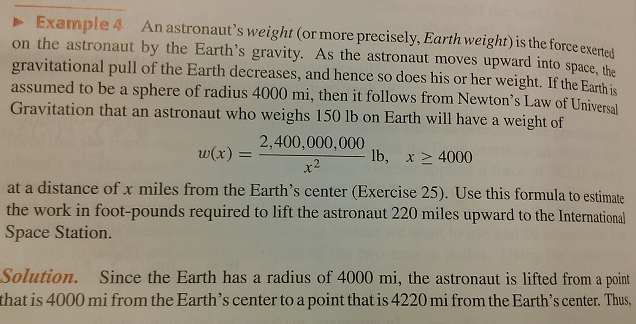 ► Example 4 An astronaut's weight (or more precisely, Earth weight) is the force exerted
on the astronaut by the Earth's gravity. As the astronaut moves upward into space, the
gravitational pull of the Earth decreases, and hence so does his or her weight. If the Earth is
assumed to be a sphere of radius 4000 mi, then it follows from Newton's Law of Universal
Gravitation that an astronaut who weighs 150 lb on Earth will have a weight of
w(x) = 2,400,000,000 / x² lb, x ≥ 4000
at a distance of x miles from the Earth's center (Exercise 25). Use this formula to estimate
the work in foot-pounds required to lift the astronaut 220 miles upward to the International
Space Station.
Solution. Since the Earth has a radius of 4000 mi, the astronaut is lifted from a point
that is 4000 mi from the Earth's center to a point that is 4220 mi from the Earth's center. Thus,